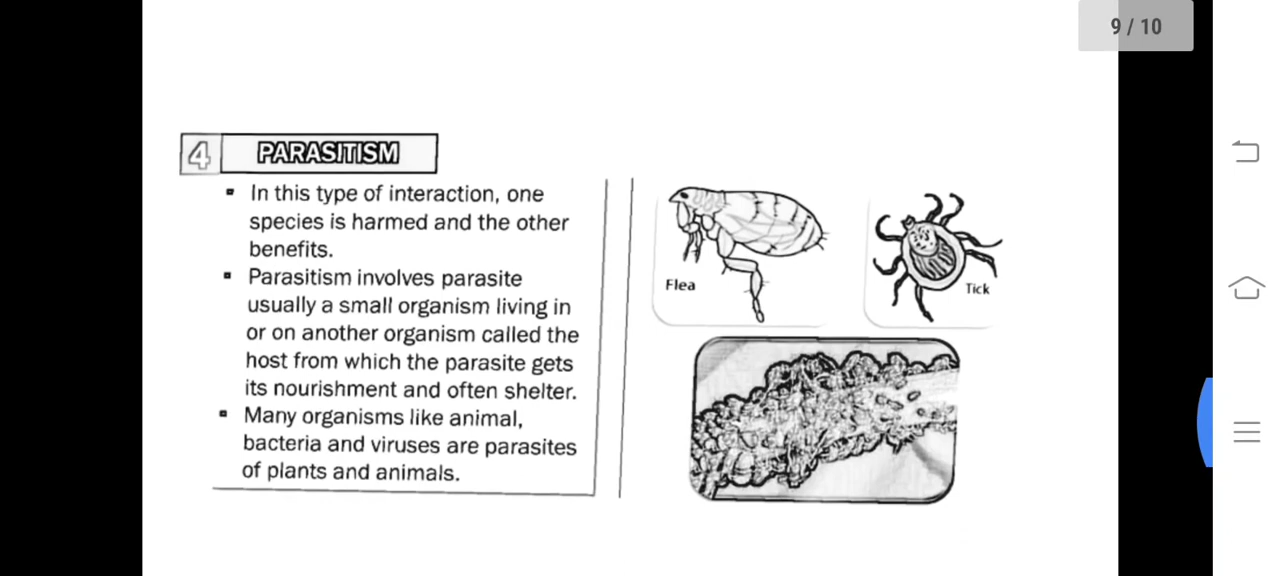 9 / 10
4 PARASITISM
▪ In this type of interaction, one
species is harmed and the other
benefits.
▪ Parasitism involves parasite
usually a small organism living in
or on another organism called the
host from which the parasite gets
its nourishment and often shelter.
▪ Many organisms like animal,
bacteria and viruses are parasites
of plants and animals.
Flea
Tick